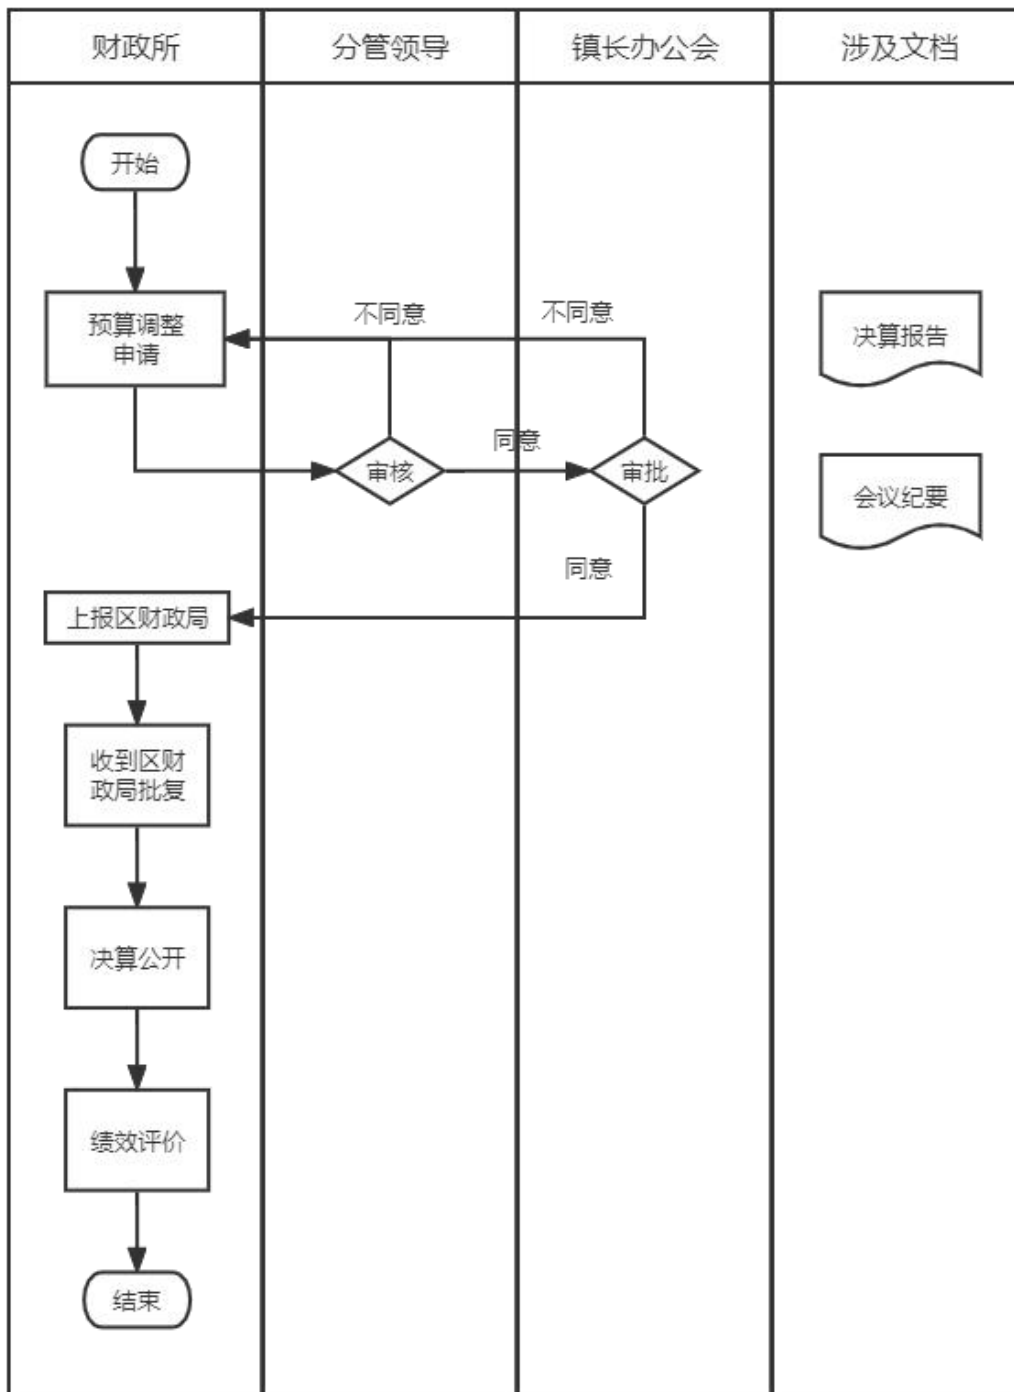 财政所
分管领导
镇长办公会
涉及文档
开始
预算调整
申请
不同意
不同意
决算报告
审核
同意
审批
会议纪要
同意
上报区财政局
收到区财
政局批复
决算公开
绩效评价
结束